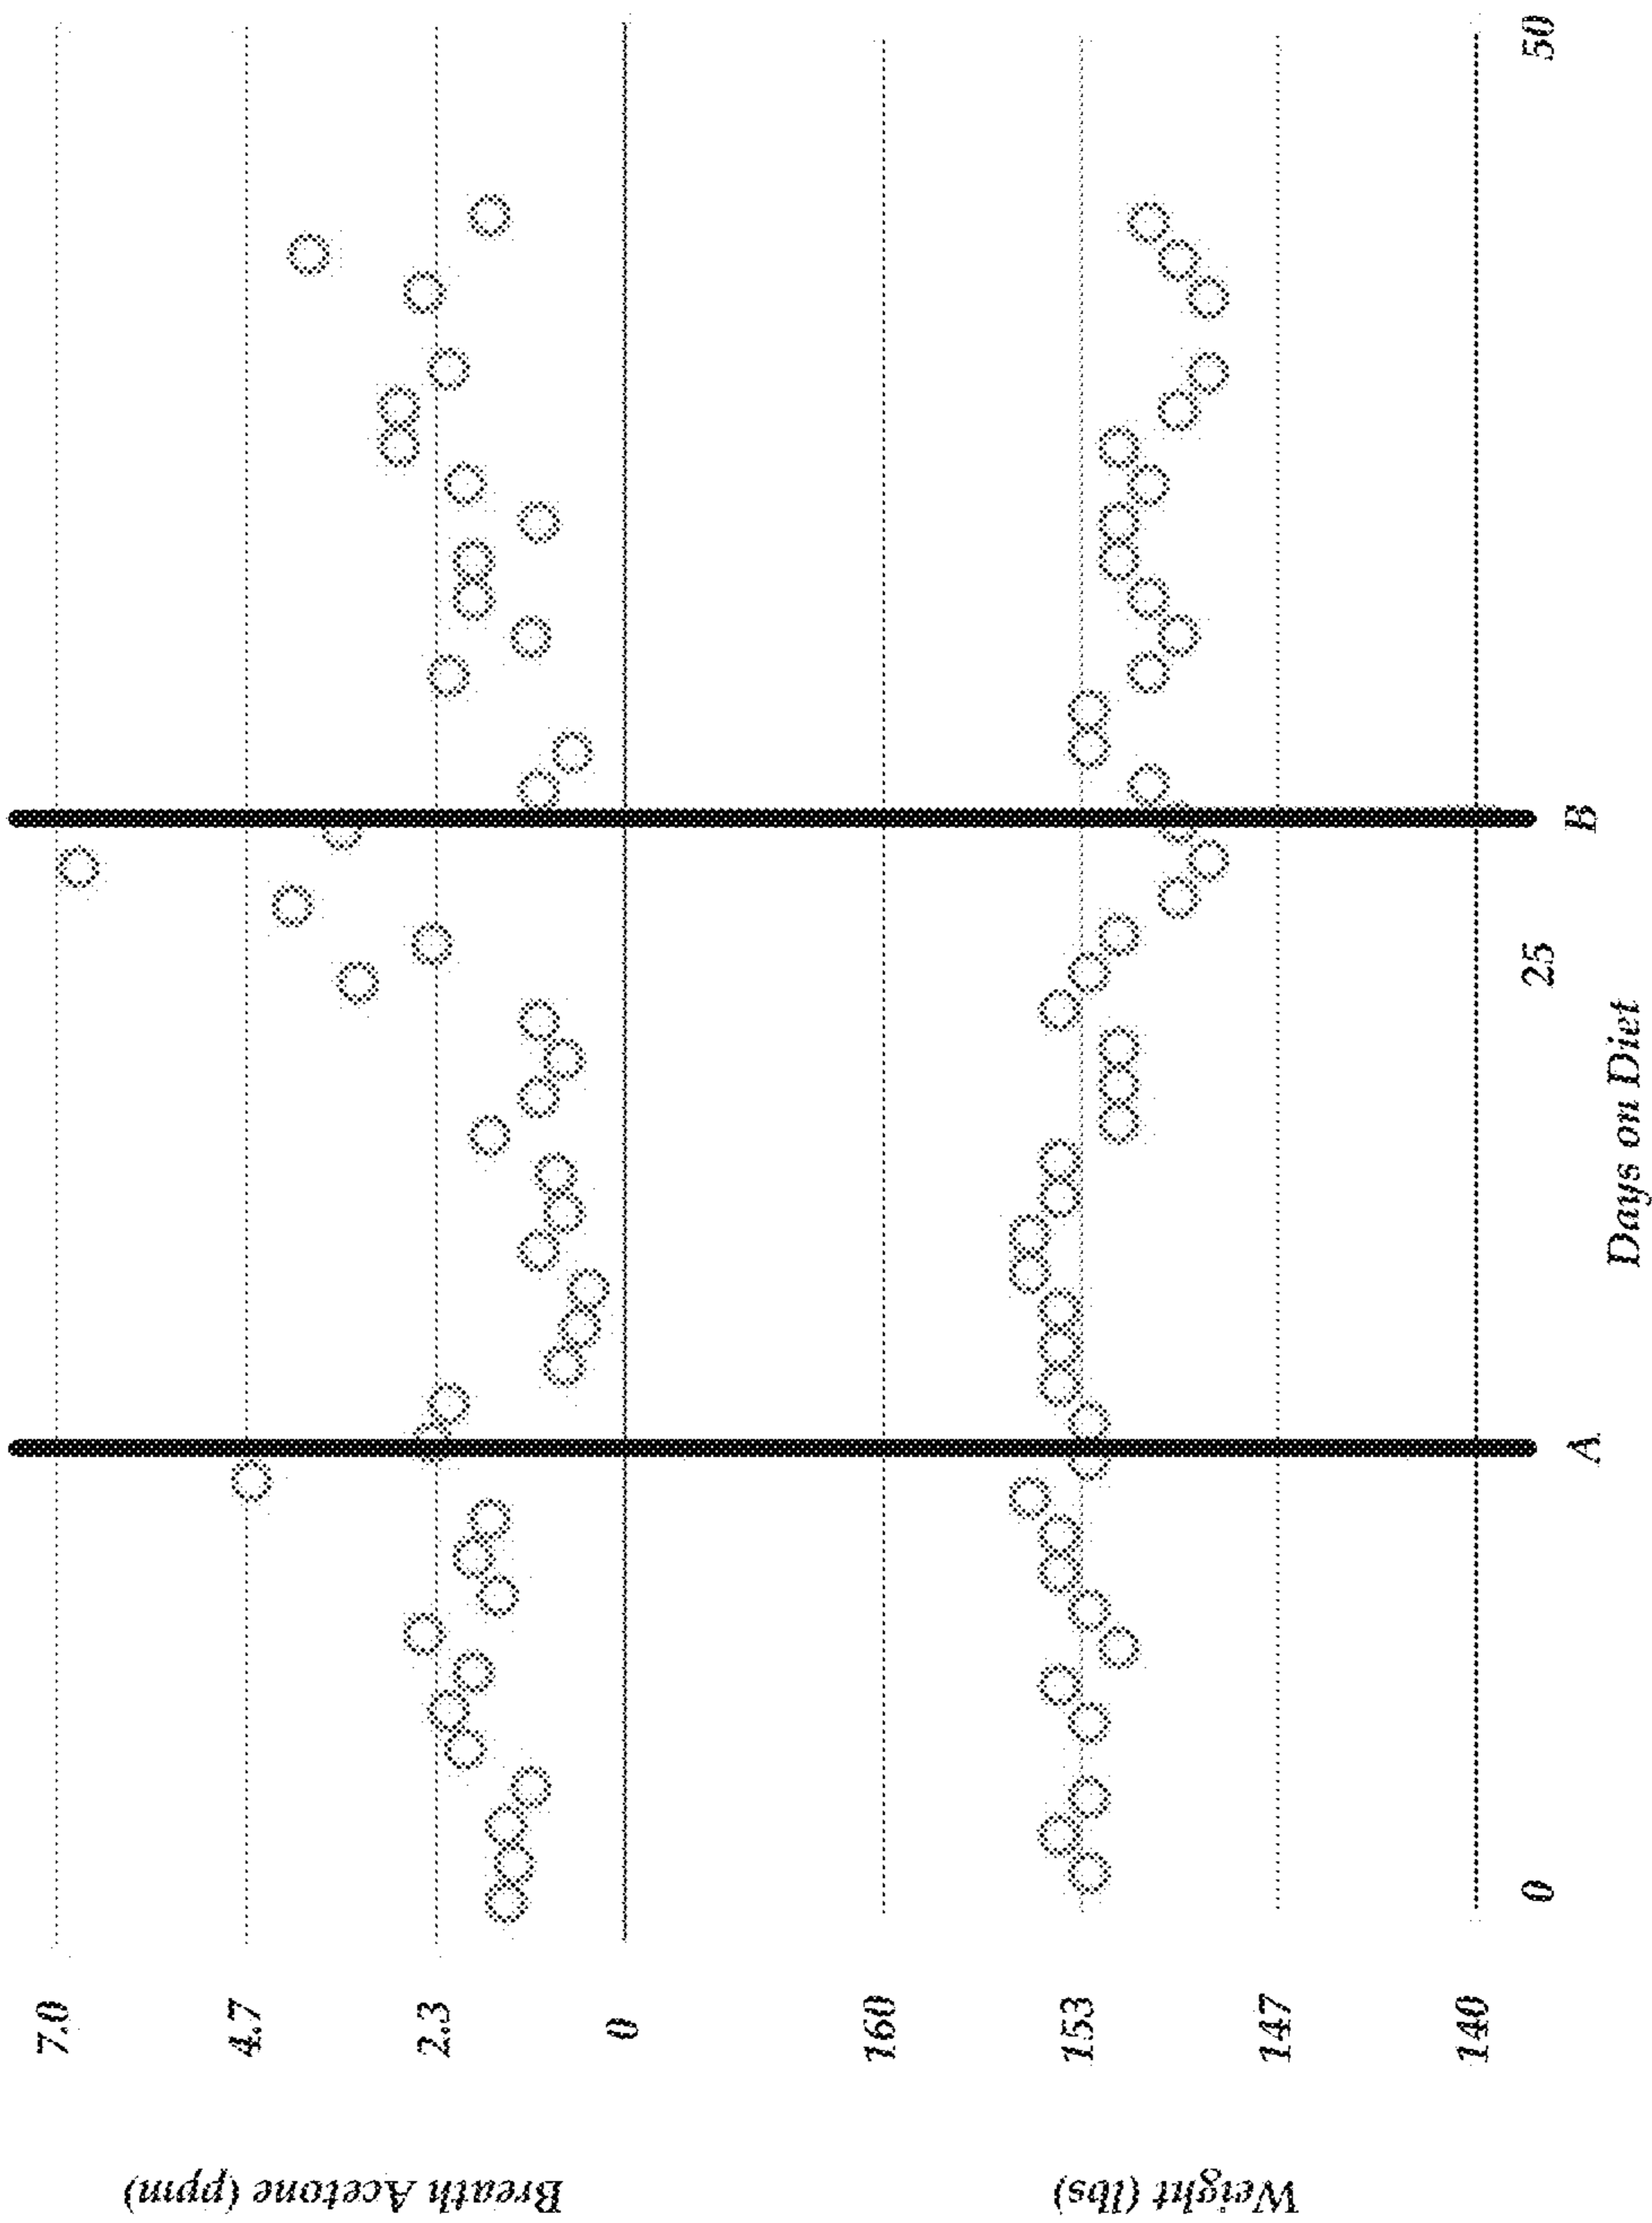 Breath Acetone (ppm)
7.0
4.7
2.3
0
Weight (lbs)
160
153
147
140
0
25
50
A
B
Days on Diet